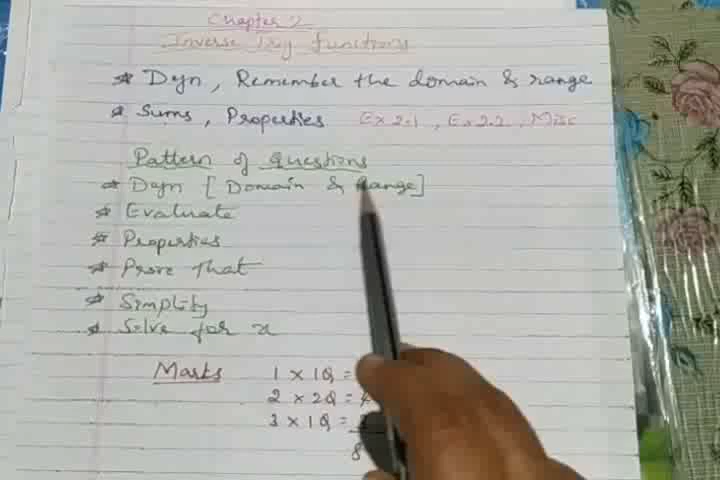 Chapter 2
Inverse Trig functions
* Defn, Remember the domain & range
* Sums, Properties Ex 2.1, Ex 2.2, Misc
Pattern of Questions
* Defn [Domain & Range]
* Evaluate
* Properties
* Prove that
* Simplify
* Solve for x
Marks 1 × 1Q =
2 × 2Q = 4
3 × 1Q =
8